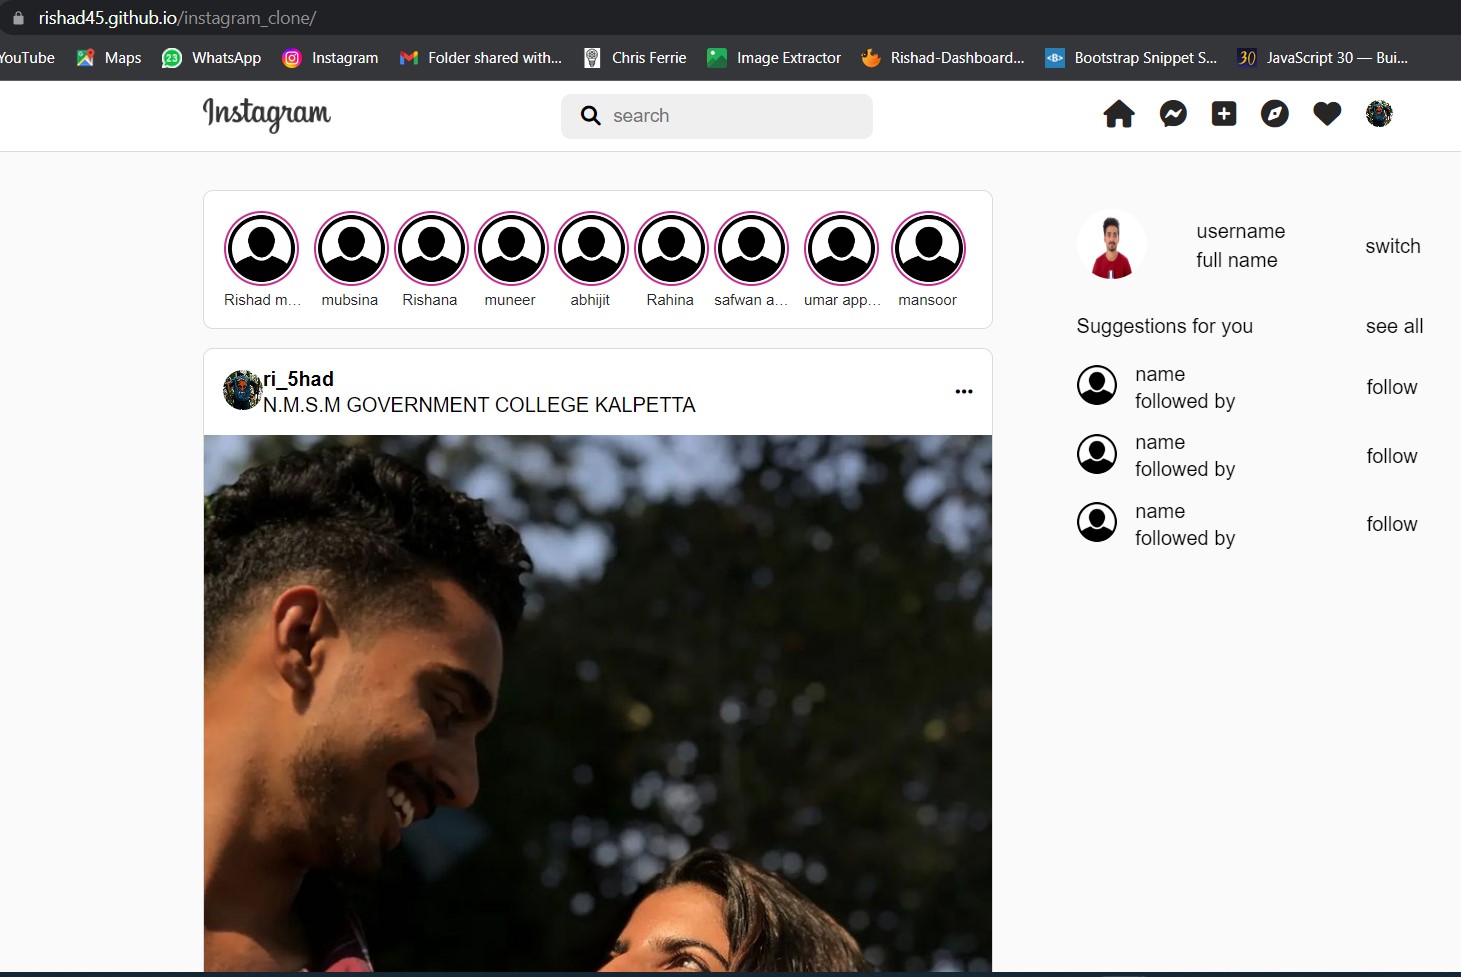 rishad45.github.io/instagram_clone/
YouTube Maps 23 WhatsApp Instagram Folder shared with... Chris Ferrie Image Extractor Rishad-Dashboard... <B> Bootstrap Snippet S... 30 JavaScript 30 — Bui...
Instagram
search
Rishad m... mubsina Rishana muneer abhijit Rahina safwan a... umar app... mansoor
ri_5had
N.M.S.M GOVERNMENT COLLEGE KALPETTA
username
full name
switch
Suggestions for you see all
name
followed by
follow
name
followed by
follow
name
followed by
follow